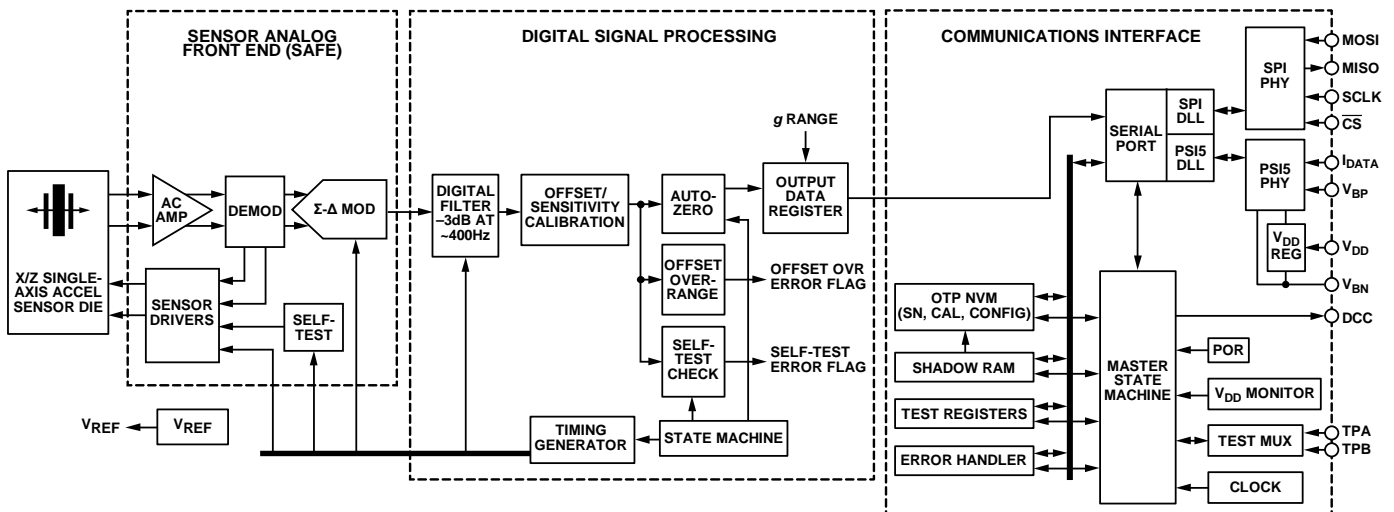 SENSOR ANALOG
FRONT END (SAFE)
DIGITAL SIGNAL PROCESSING
COMMUNICATIONS INTERFACE
X/Z SINGLE-
AXIS ACCEL
SENSOR DIE
AC
AMP
DEMOD
Σ-Δ MOD
SENSOR
DRIVERS
SELF-
TEST
VREF
VREF
DIGITAL
FILTER
–3dB AT
~400Hz
OFFSET/
SENSITIVITY
CALIBRATION
AUTO-
ZERO
g RANGE
OUTPUT
DATA
REGISTER
OFFSET
OVER-
RANGE
OFFSET OVR
ERROR FLAG
SELF-
TEST
CHECK
SELF-TEST
ERROR FLAG
TIMING
GENERATOR
STATE MACHINE
SERIAL
PORT
SPI
DLL
PSI5
DLL
SPI
PHY
PSI5
PHY
VDD
REG
OTP NVM
(SN, CAL, CONFIG)
SHADOW RAM
TEST REGISTERS
ERROR HANDLER
MASTER
STATE
MACHINE
POR
VDD MONITOR
TEST MUX
CLOCK
MOSI
MISO
SCLK
C̅S̅
IDATA
VBP
VDD
VBN
DCC
TPA
TPB